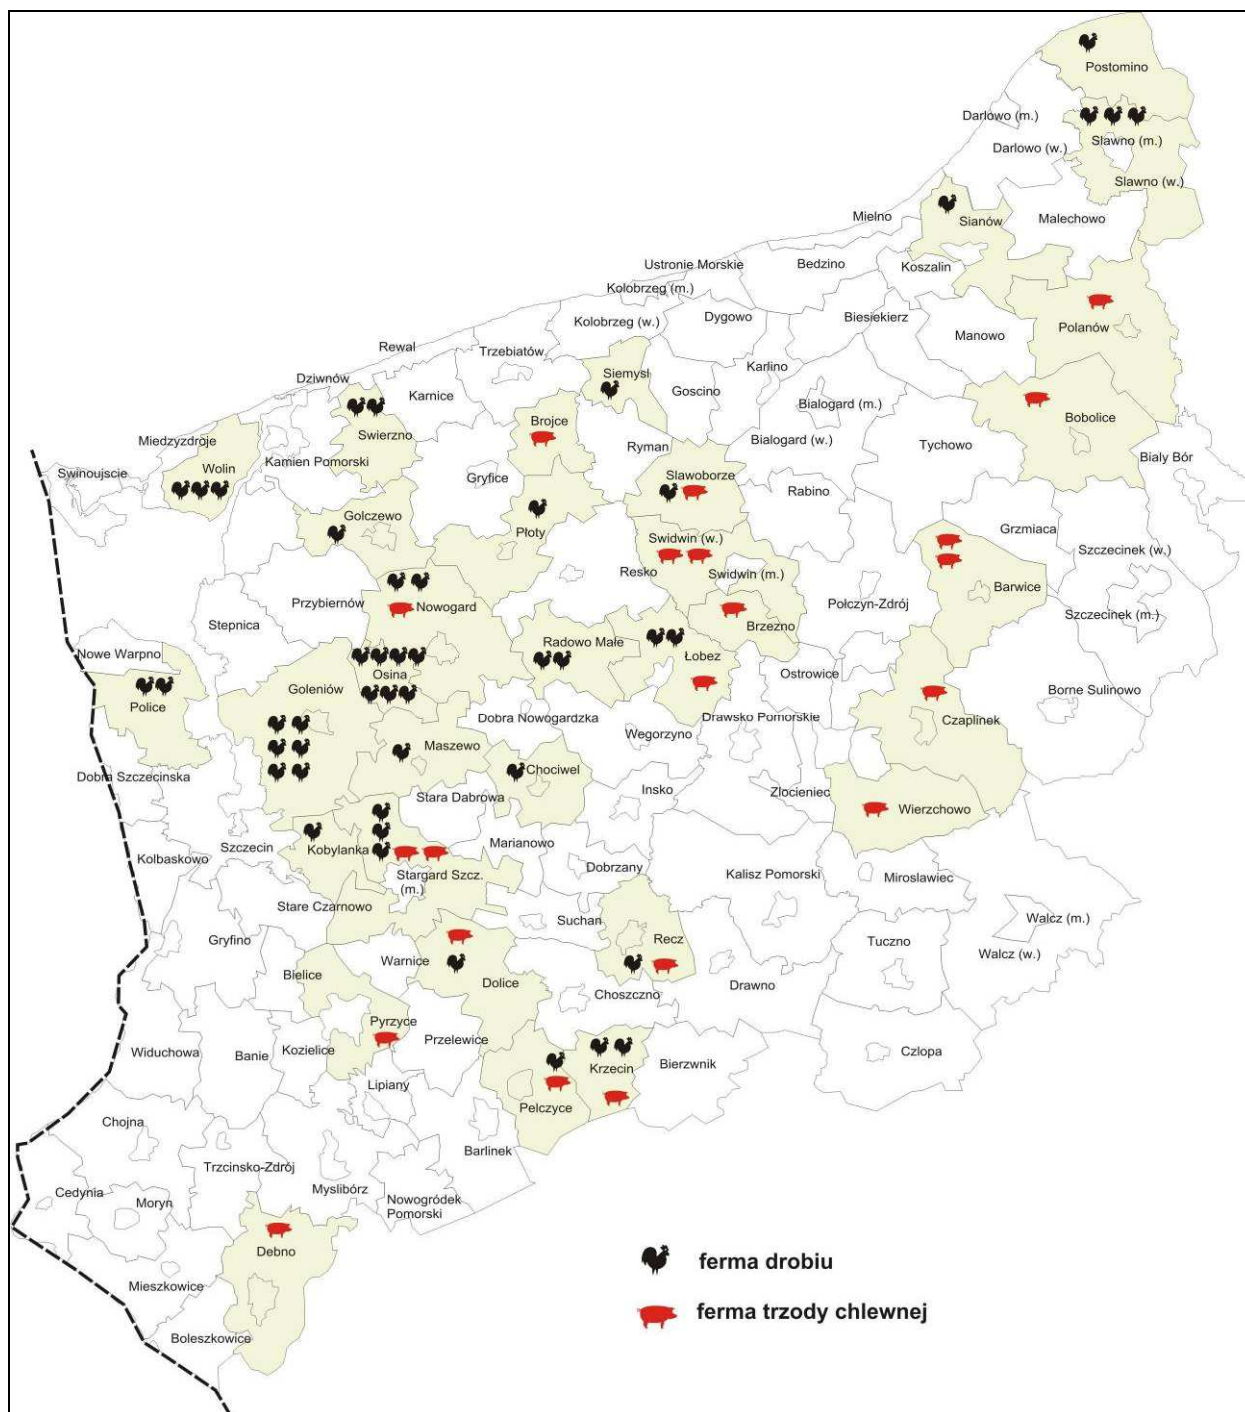 Postomino
Darlowo (m.)
Darlowo (w.)
Slawno (m.)
Slawno (w.)
Mielno
Sianów
Malechowo
Ustronie Morskie
Bedzino
Koszalin
Kolobrzeg (m.)
Kolobrzeg (w.)
Dygowo
Biesiekierz
Manowo
Polanów
Rewal
Trzebiatów
Dziwnów
Karnice
Siemysl
Goscino
Karlino
Bialogard (m.)
Bobolice
Miedzyzdroje
Swierzno
Brojce
Ryman
Bialogard (w.)
Tychowo
Bialy Bór
Swinoujscie
Wolin
Kamien Pomorski
Gryfice
Slawoborze
Rabino
Golczewo
Płoty
Grzmiaca
Szczecinek (w.)
Swidwin (w.)
Resko
Swidwin (m.)
Barwice
Połczyn-Zdrój
Szczecinek (m.)
Przybiernów
Nowogard
Stepnica
Brzezno
Nowe Warpno
Radowo Małe
Łobez
Osina
Ostrowice
Goleniów
Police
Borne Sulinowo
Dobra Nowogardzka
Drawsko Pomorskie
Czaplinek
Wegorzyno
Maszewo
Dobra Szczecinska
Chociwel
Insko
Stara Dabrowa
Zlocieniec
Wierzchowo
Szczecin
Kobylanka
Marianowo
Kolbaskowo
Dobrzany
Stargard Szcz.
(m.)
Kalisz Pomorski
Miroslawiec
Stare Czarnowo
Suchan
Walcz (m.)
Gryfino
Recz
Tuczno
Walcz (w.)
Warnice
Bielice
Dolice
Drawno
Choszczno
Pyrzyce
Przelewice
Widuchowa
Banie
Kozielice
Krzecin
Bierzwnik
Czlopa
Lipiany
Pelczyce
Chojna
Barlinek
Trzcinsko-Zdrój
Cedynia
Moryn
Myslibórz
Nowogródek
Pomorski
Debno
Mieszkowice
Boleszkowice
ferma drobiu
ferma trzody chlewnej